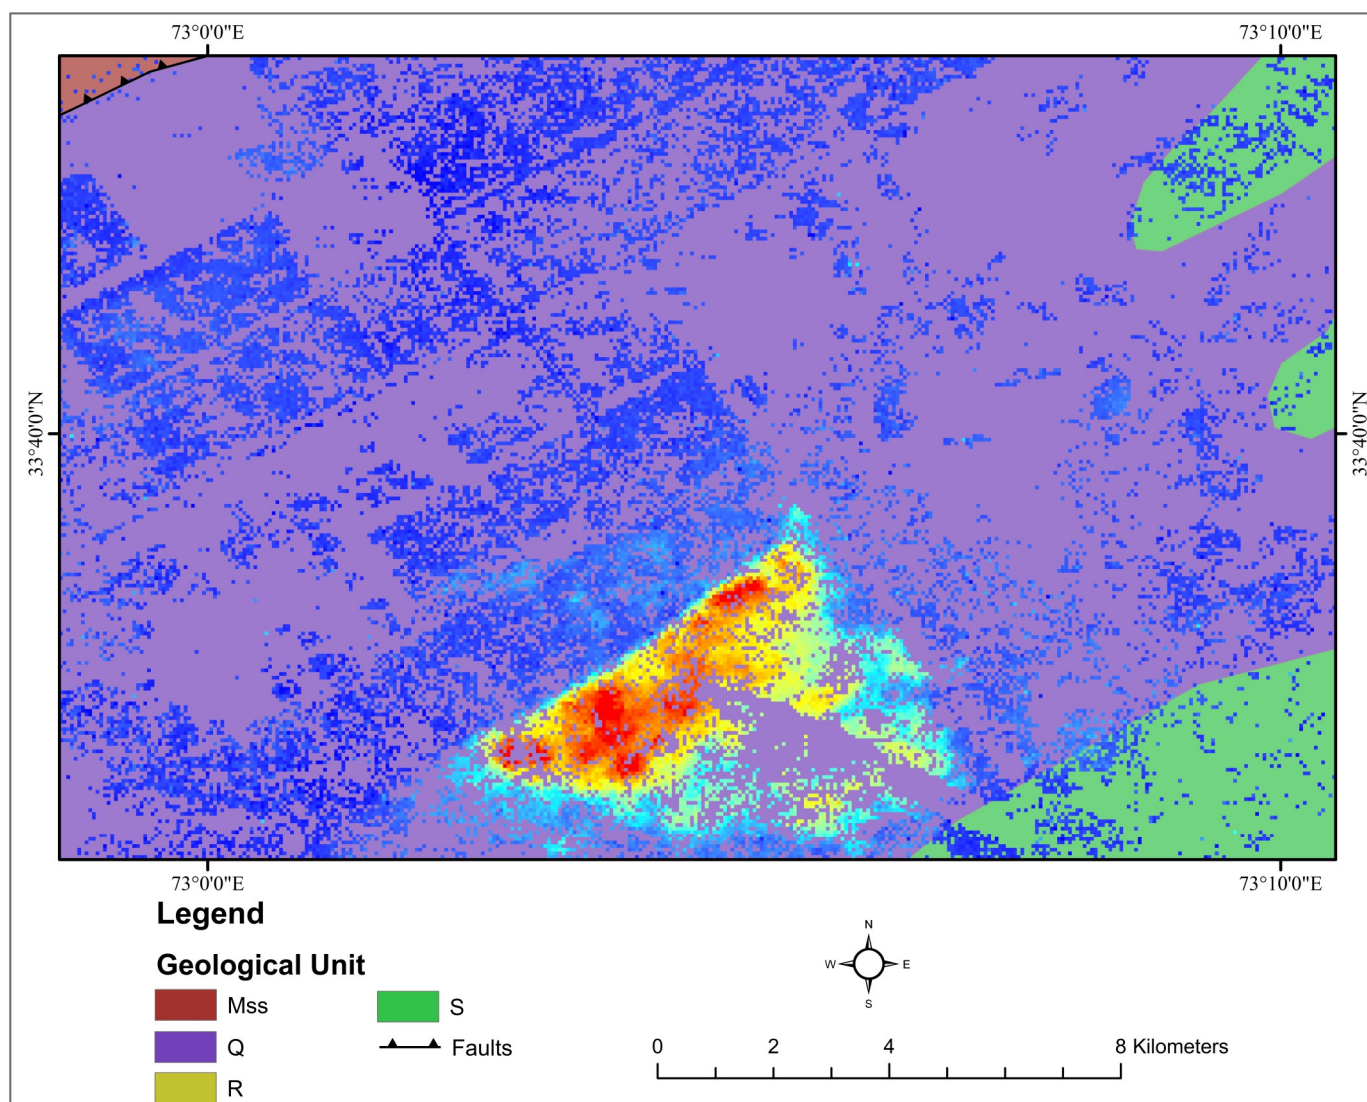 73°0'0"E 73°10'0"E
33°40'0"N 33°40'0"N
73°0'0"E 73°10'0"E
Legend
Geological Unit
Mss S
Q Faults
R
N
W E
S
0 2 4 8 Kilometers